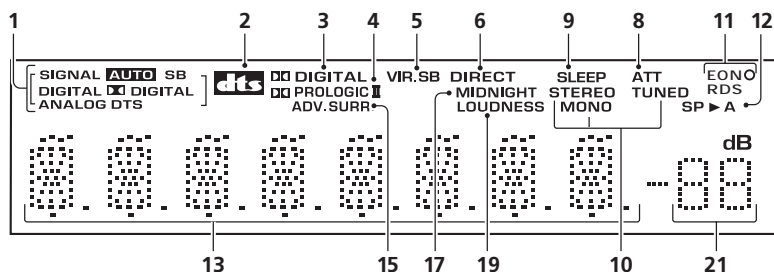 1 2 3 4 5 6 9 8 11 12
SIGNAL AUTO SB dts DIGITAL VIR.SB DIRECT SLEEP ATT EON
DIGITAL DIGITAL PROLOGIC II MIDNIGHT STEREO TUNED RDS
ANALOG DTS ADV.SURR LOUDNESS MONO SP ► A
dB
13 15 17 19 10 21